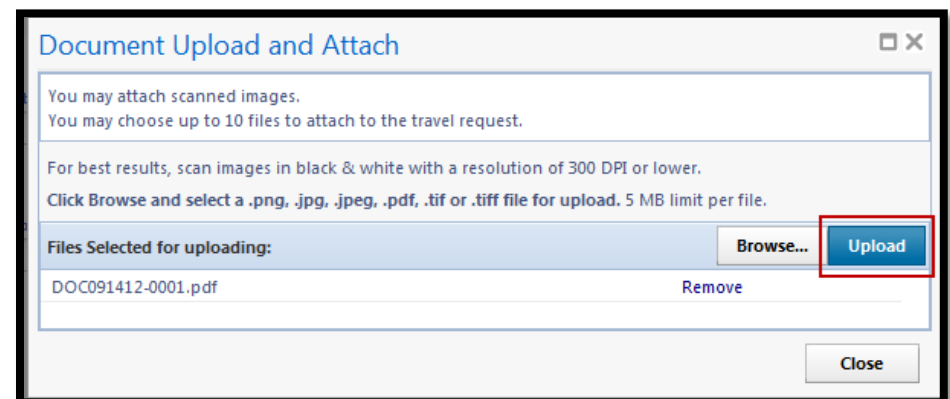 Document Upload and Attach
You may attach scanned images.
You may choose up to 10 files to attach to the travel request.
For best results, scan images in black & white with a resolution of 300 DPI or lower.
Click Browse and select a .png, .jpg, .jpeg, .pdf, .tif or .tiff file for upload. 5 MB limit per file.
Files Selected for uploading: Browse... Upload
DOC091412-0001.pdf Remove
Close